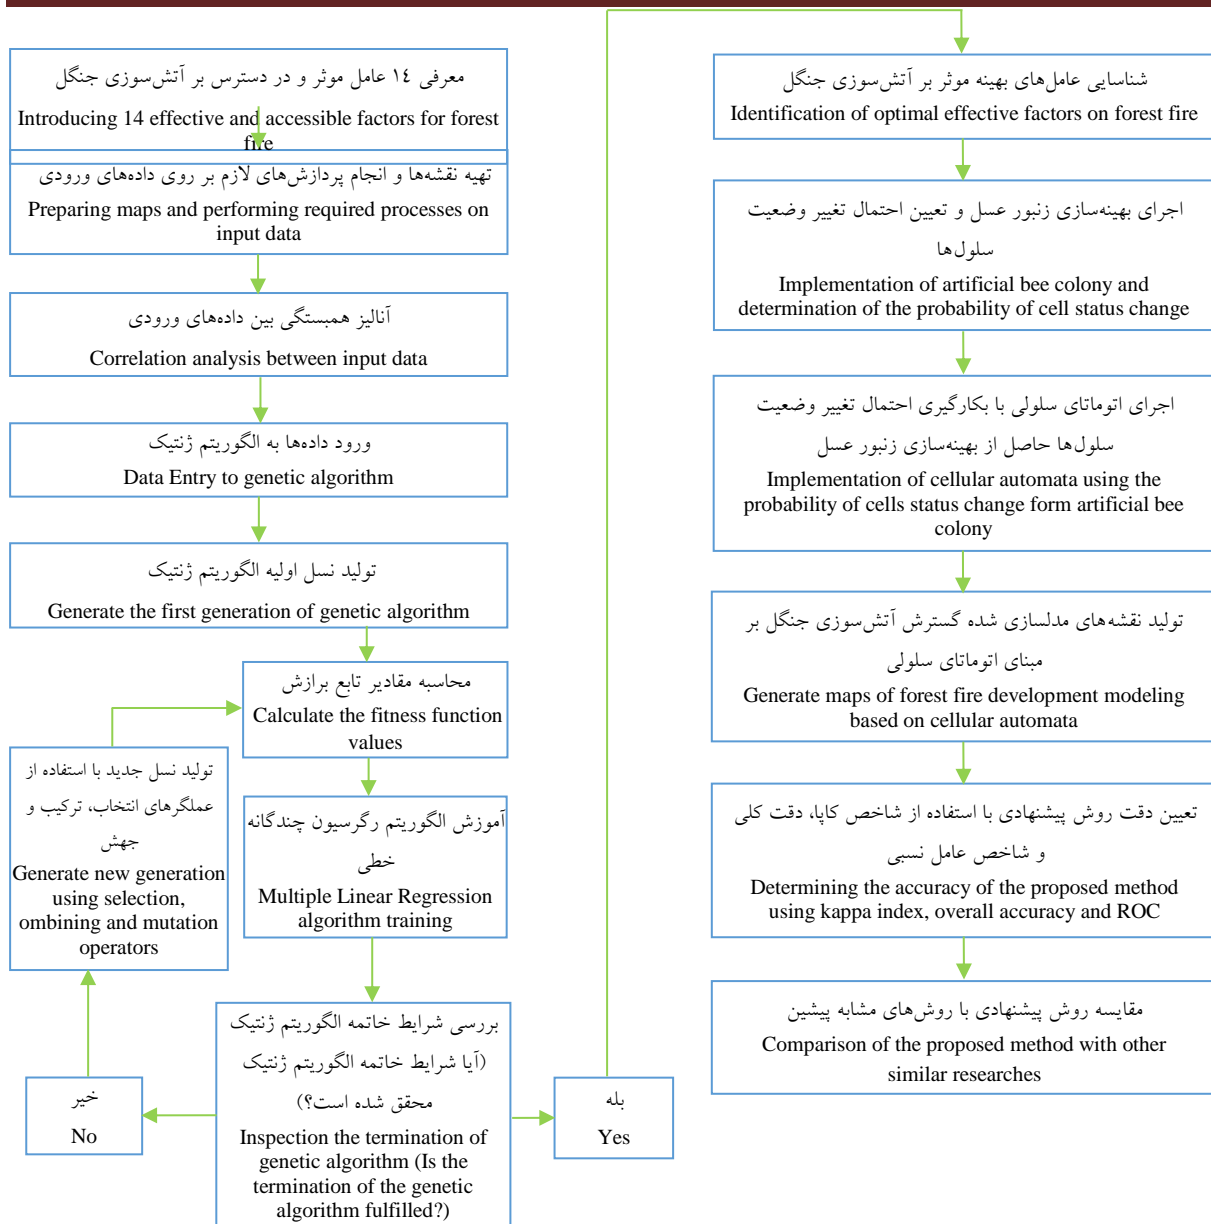 معرفی ۱۴ عامل موثر و در دسترس بر آتش‌سوزی جنگل
Introducing 14 effective and accessible factors for forest
fire
تهیه نقشه‌ها و انجام پردازش‌های لازم بر روی داده‌های ورودی
Preparing maps and performing required processes on
input data
آنالیز همبستگی بین داده‌های ورودی
Correlation analysis between input data
ورود داده‌ها به الگوریتم ژنتیک
Data Entry to genetic algorithm
تولید نسل اولیه الگوریتم ژنتیک
Generate the first generation of genetic algorithm
محاسبه مقادیر تابع برازش
Calculate the fitness function
values
آموزش الگوریتم رگرسیون چندگانه
خطی
Multiple Linear Regression
algorithm training
تولید نسل جدید با استفاده از
عملگرهای انتخاب، ترکیب و
جهش
Generate new generation
using selection,
ombining and mutation
operators
بررسی شرایط خاتمه الگوریتم ژنتیک
(آیا شرایط خاتمه الگوریتم ژنتیک
محقق شده است؟)
Inspection the termination of
genetic algorithm (Is the
termination of the genetic
algorithm fulfilled?)
خیر
No
بله
Yes
شناسایی عامل‌های بهینه موثر بر آتش‌سوزی جنگل
Identification of optimal effective factors on forest fire
اجرای بهینه‌سازی زنبور عسل و تعیین احتمال تغییر وضعیت
سلول‌ها
Implementation of artificial bee colony and
determination of the probability of cell status change
اجرای اتوماتای سلولی با بکارگیری احتمال تغییر وضعیت
سلول‌ها حاصل از بهینه‌سازی زنبور عسل
Implementation of cellular automata using the
probability of cells status change form artificial bee
colony
تولید نقشه‌های مدلسازی شده گسترش آتش‌سوزی جنگل بر
مبنای اتوماتای سلولی
Generate maps of forest fire development modeling
based on cellular automata
تعیین دقت روش پیشنهادی با استفاده از شاخص کاپا، دقت کلی
و شاخص عامل نسبی
Determining the accuracy of the proposed method
using kappa index, overall accuracy and ROC
مقایسه روش پیشنهادی با روش‌های مشابه پیشین
Comparison of the proposed method with other
similar researches